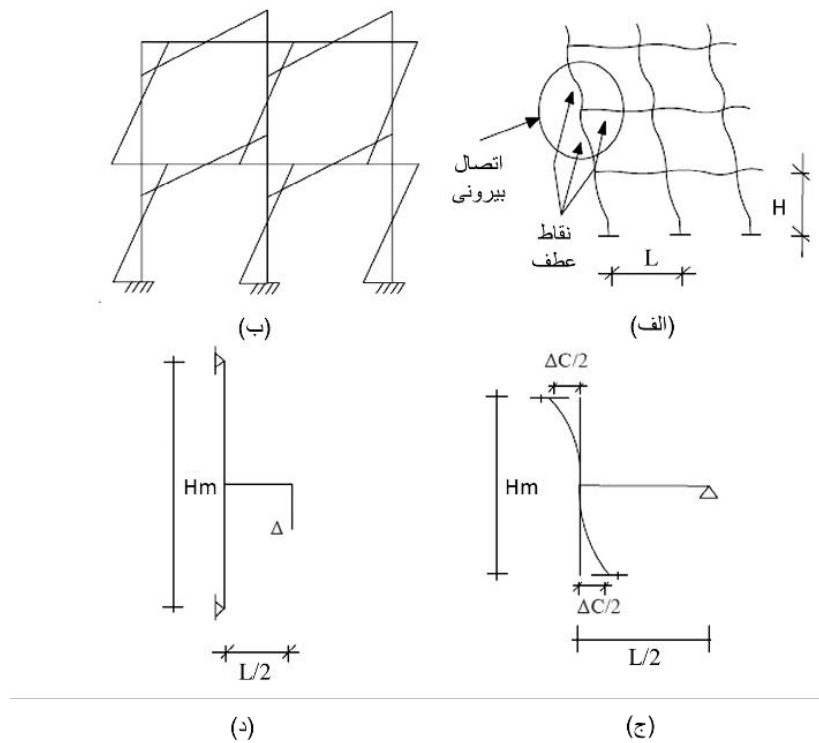 اتصال
بیرونی
نقاط
عطف
H
L
(ب)
(الف)
Hm
Δ
L/2
ΔC/2
Hm
ΔC/2
L/2
(د)
(ج)